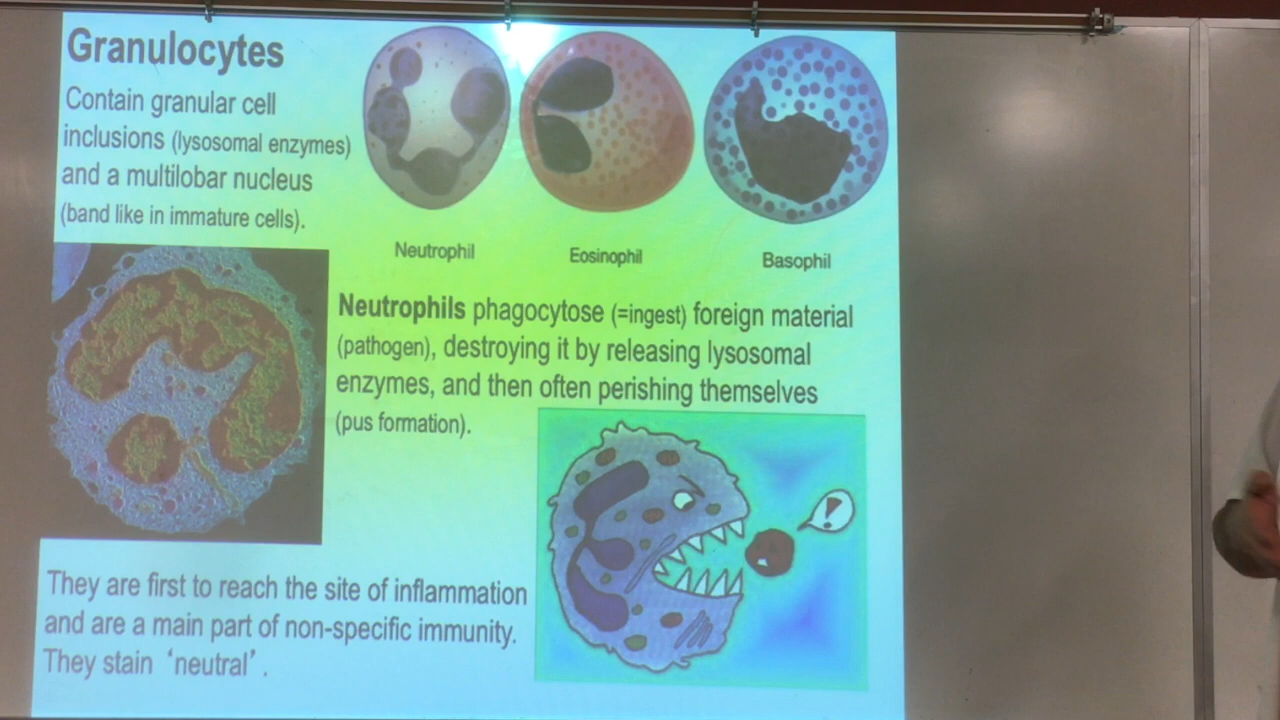 Granulocytes
Contain granular cell
inclusions (lysosomal enzymes)
and a multilobar nucleus
(band like in immature cells).
Neutrophil
Eosinophil
Basophil
Neutrophils phagocytose (=ingest) foreign material
(pathogen), destroying it by releasing lysosomal
enzymes, and then often perishing themselves
(pus formation).
!
They are first to reach the site of inflammation
and are a main part of non-specific immunity.
They stain ‘neutral’.